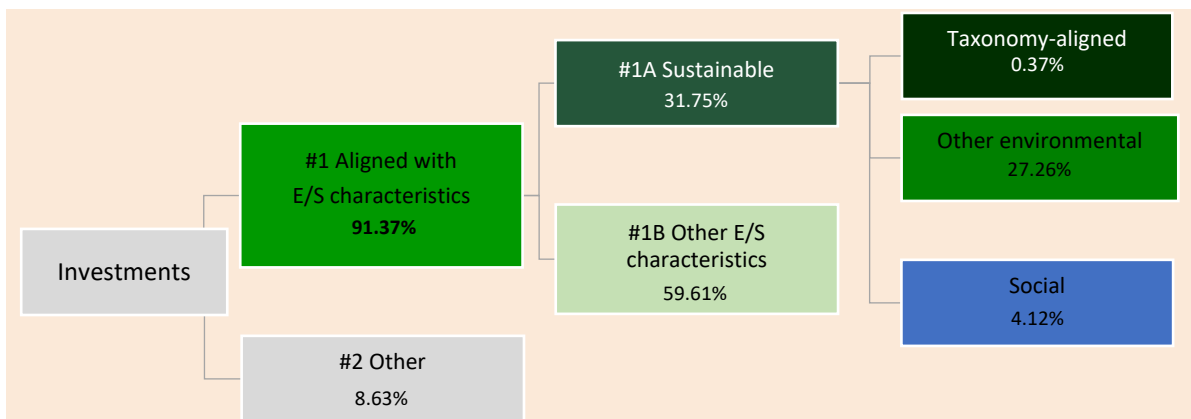 Investments
#1 Aligned with
E/S characteristics
91.37%
#2 Other
8.63%
#1A Sustainable
31.75%
#1B Other E/S
characteristics
59.61%
Taxonomy-aligned
0.37%
Other environmental
27.26%
Social
4.12%